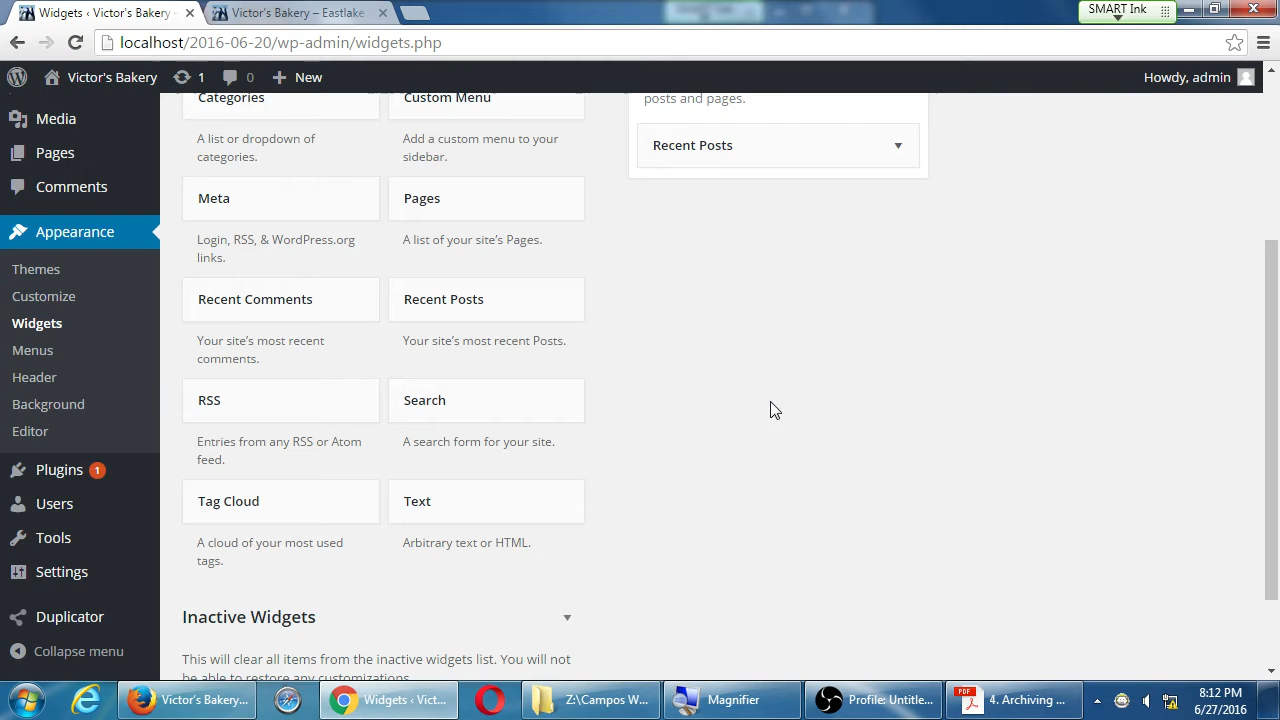 Widgets ‹ Victor's Bakery -
Victor's Bakery – Eastlake
SMART Ink
localhost/2016-06-20/wp-admin/widgets.php
Victor's Bakery
1
0
New
Howdy, admin
Media
Pages
Comments
Appearance
Themes
Customize
Widgets
Menus
Header
Background
Editor
Plugins 1
Users
Tools
Settings
Duplicator
Collapse menu
Categories
Custom Menu
A list or dropdown of
categories.
Add a custom menu to your
sidebar.
Meta
Pages
Login, RSS, & WordPress.org
links.
A list of your site's Pages.
Recent Comments
Recent Posts
Your site's most recent
comments.
Your site's most recent Posts.
RSS
Search
Entries from any RSS or Atom
feed.
A search form for your site.
Tag Cloud
Text
A cloud of your most used
tags.
Arbitrary text or HTML.
Inactive Widgets
This will clear all items from the inactive widgets list. You will not
be able to restore any customizations.
posts and pages.
Recent Posts
Victor's Bakery...
Widgets ‹ Vict...
Z:\Campos W...
Magnifier
Profile: Untitle...
PDF
4. Archiving ...
8:12 PM
6/27/2016